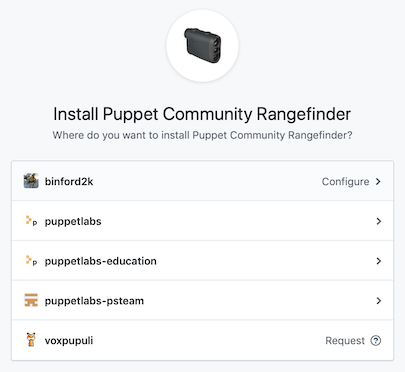 Install Puppet Community Rangefinder
Where do you want to install Puppet Community Rangefinder?
binford2k Configure
p puppetlabs
p puppetlabs-education
puppetlabs-psteam
voxpupuli Request ?